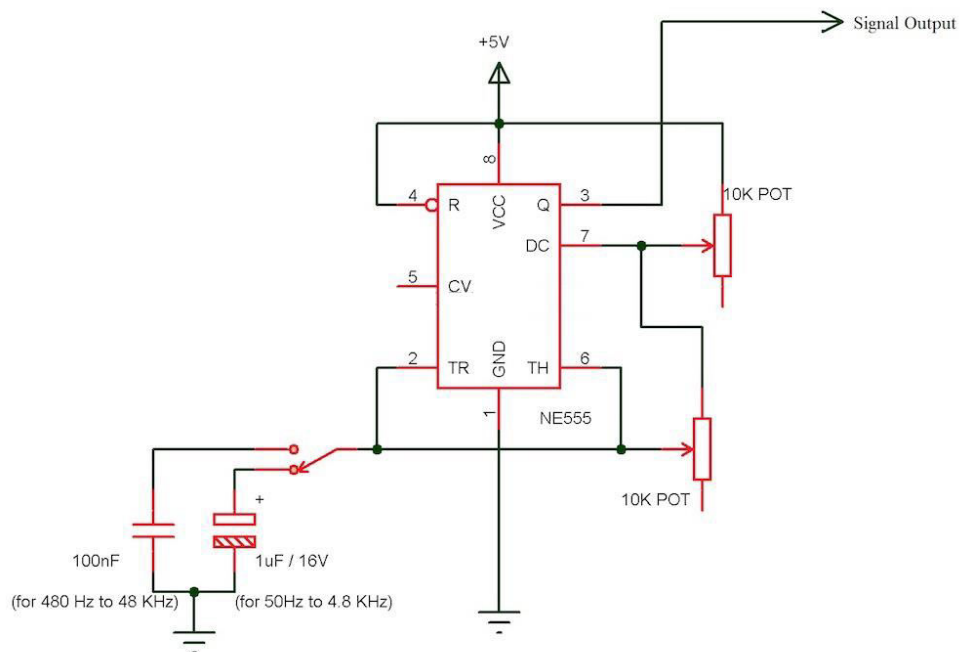 Signal Output
+5V
8
10K POT
4
R
VCC
Q
3
DC
7
5
CV
2
TR
GND
TH
6
1
NE555
+
10K POT
100nF
1uF / 16V
(for 480 Hz to 48 KHz)
(for 50Hz to 4.8 KHz)